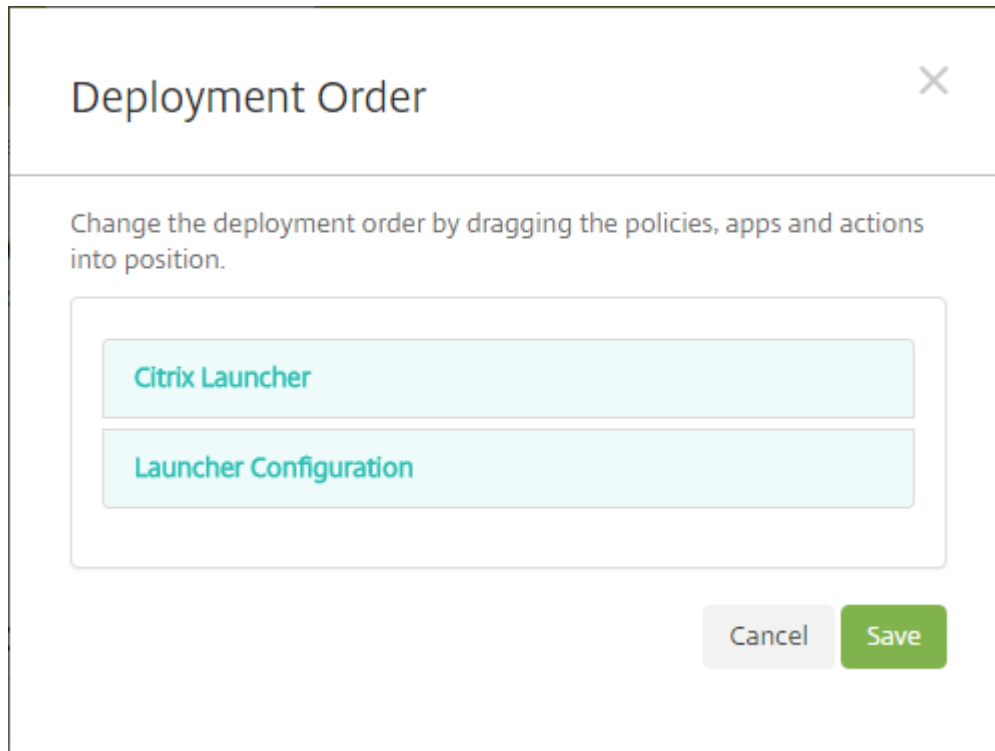 Deployment Order
Change the deployment order by dragging the policies, apps and actions
into position.
Citrix Launcher
Launcher Configuration
Cancel
Save